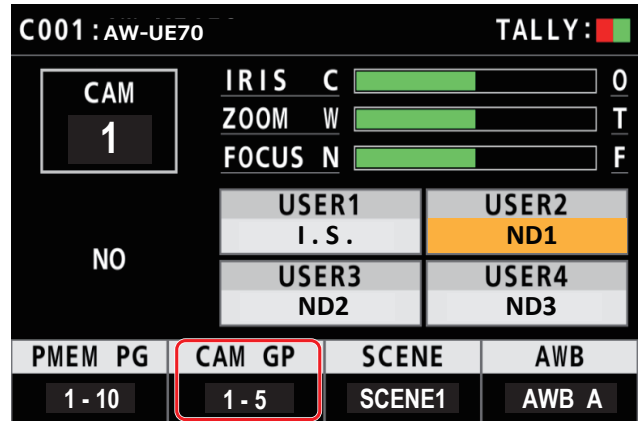 C001:AW-UE70 TALLY:
CAM
1
IRIS C O
ZOOM W T
FOCUS N F
NO
USER1 USER2
I.S. ND1
USER3 USER4
ND2 ND3
PMEM PG CAM GP SCENE AWB
1 - 10 1 - 5 SCENE1 AWB A